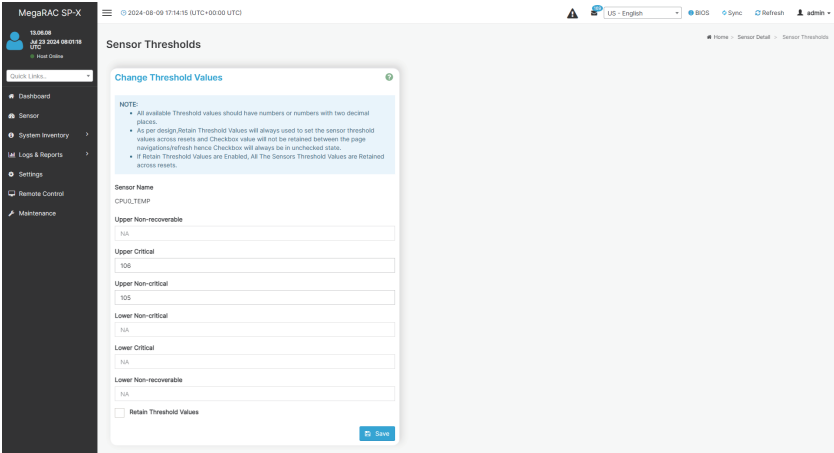 MegaRAC SP-X
2024-08-09 17:14:15 (UTC+00:00 UTC)
US - English
BIOS
Sync
Refresh
admin
13.06.08
Jul 23 2024 08:01:18
UTC
Host Online
Quick Links..
Dashboard
Sensor
System Inventory
Logs & Reports
Settings
Remote Control
Maintenance
Sensor Thresholds
Home > Sensor Detail > Sensor Thresholds
Change Threshold Values
NOTE:
• All available Threshold values should have numbers or numbers with two decimal
places.
• As per design,Retain Threshold Values will always used to set the sensor threshold
values across resets and Checkbox value will not be retained between the page
navigations/refresh hence Checkbox will always be in unchecked state.
• If Retain Threshold Values are Enabled, All The Sensors Threshold Values are Retained
across resets.
Sensor Name
CPU0_TEMP
Upper Non-recoverable
NA
Upper Critical
106
Upper Non-critical
105
Lower Non-critical
NA
Lower Critical
NA
Lower Non-recoverable
NA
Retain Threshold Values
Save